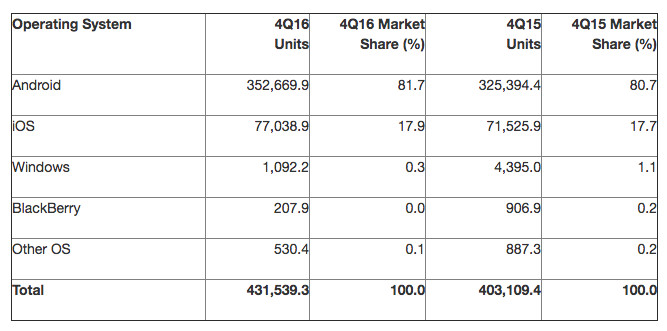 Operating System 4Q16 Units 4Q16 Market Share (%) 4Q15 Units 4Q15 Market Share (%)
Android 352,669.9 81.7 325,394.4 80.7
iOS 77,038.9 17.9 71,525.9 17.7
Windows 1,092.2 0.3 4,395.0 1.1
BlackBerry 207.9 0.0 906.9 0.2
Other OS 530.4 0.1 887.3 0.2
Total 431,539.3 100.0 403,109.4 100.0